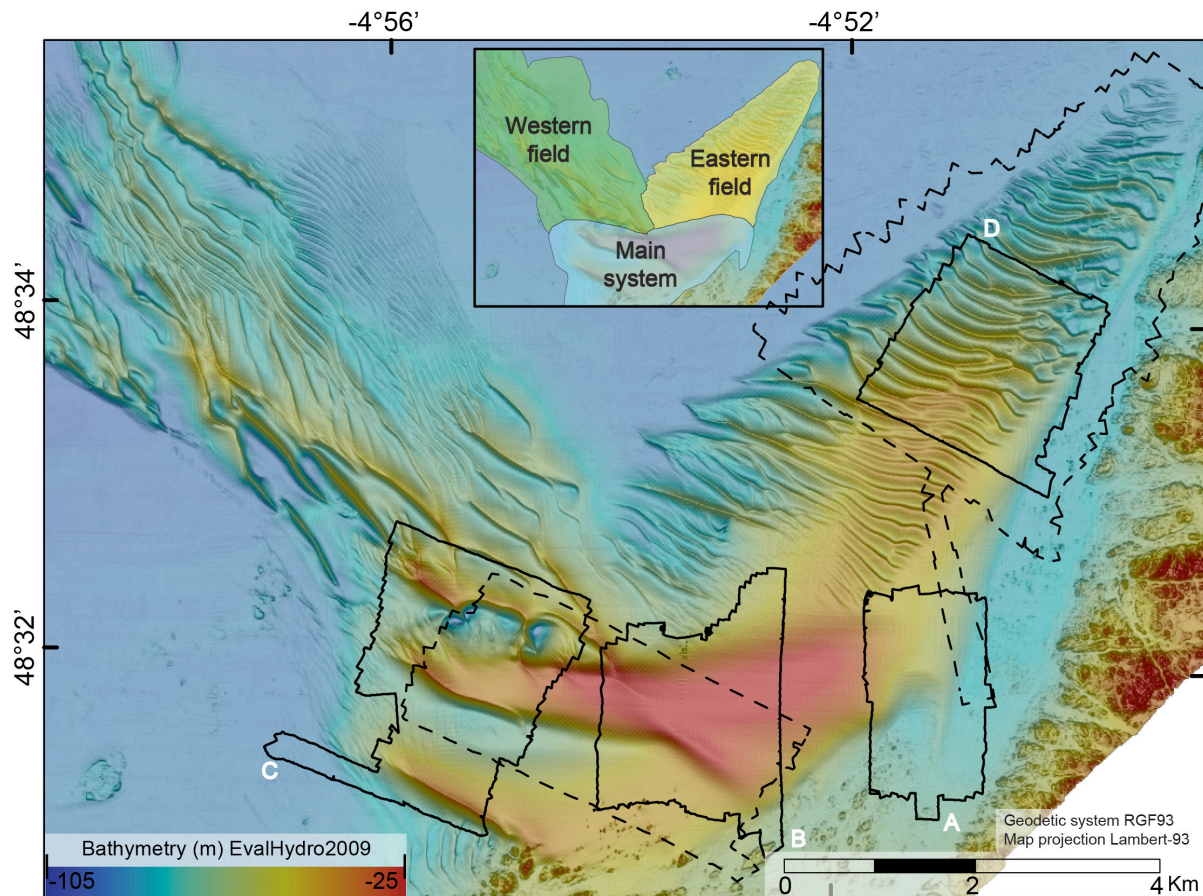 -4°56’
-4°52’
48°34’
48°32’
Western
field
Eastern
field
Main
system
D
C
B
A
Geodetic system RGF93
Map projection Lambert-93
Bathymetry (m) EvalHydro2009
-105
-25
0
2
4 Km